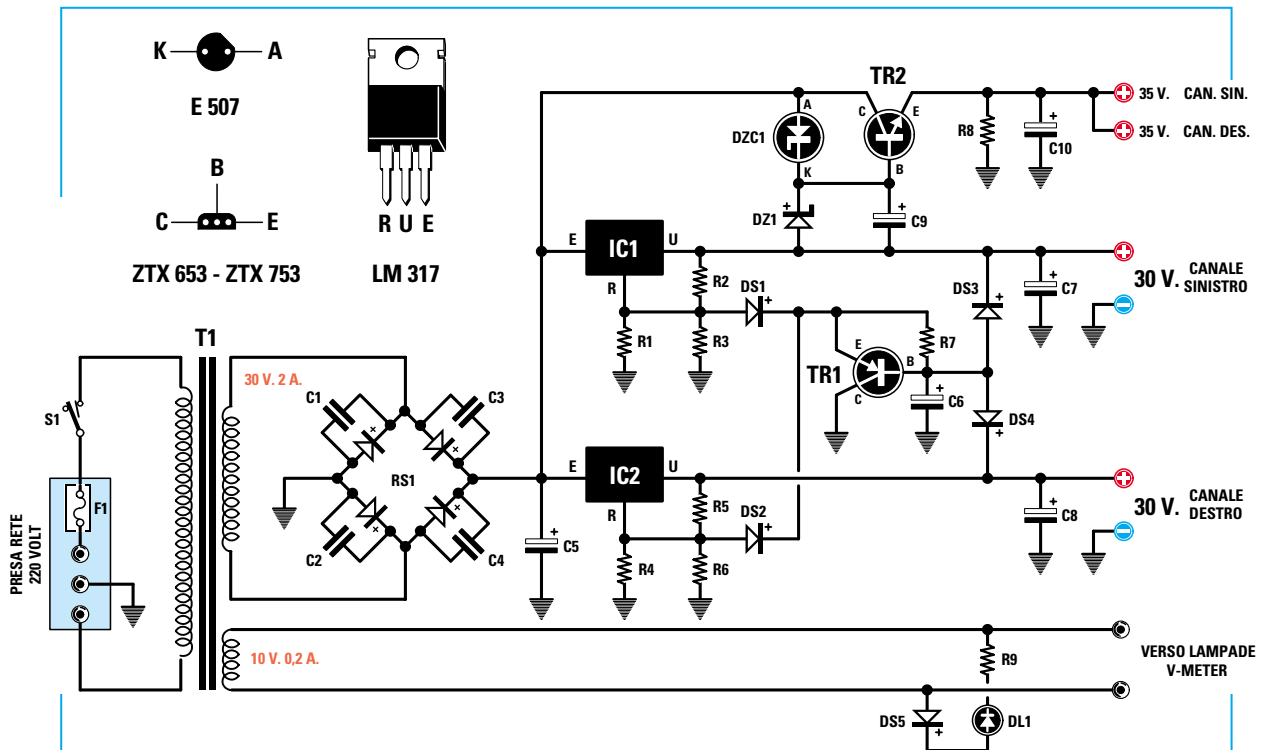 K A
E 507
B
C E
ZTX 653 - ZTX 753
R U E
LM 317
TR2
A
C E
DZC1
K
B
R8
+
C10
35 V. CAN. SIN.
35 V. CAN. DES.
+
DZ1
+
C9
E IC1 U
R
R2
DS1 +
R1
R3
DS3
+
+
C7
30 V. CANALE
SINISTRO
R7
E
B
C
TR1
+
C6
DS4
+
T1
30 V. 2 A.
C1
C3
C2
C4
RS1
+
+
+
+
S1
F1
PRESA RETE
220 VOLT
E IC2 U
R
R5
DS2 +
R4
R6
+
C5
+
C8
30 V. CANALE
DESTRO
10 V. 0,2 A.
R9
VERSO LAMPADE
V-METER
DS5 +
DL1